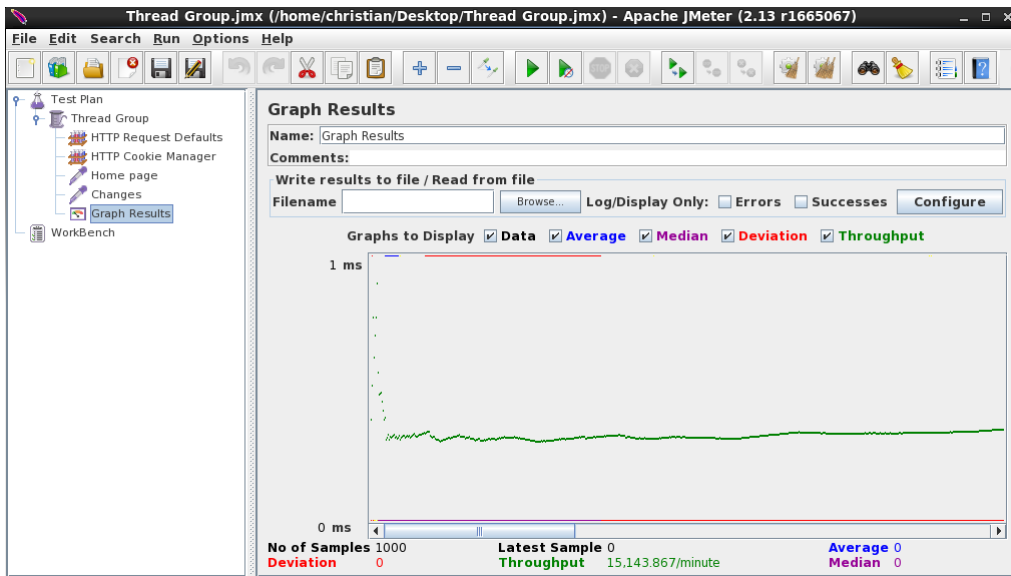 Thread Group.jmx (/home/christian/Desktop/Thread Group.jmx) - Apache JMeter (2.13 r1665067)
File Edit Search Run Options Help
Test Plan
Thread Group
HTTP Request Defaults
HTTP Cookie Manager
Home page
Changes
Graph Results
WorkBench
Graph Results
Name: Graph Results
Comments:
Write results to file / Read from file
Filename Browse... Log/Display Only: Errors Successes Configure
Graphs to Display Data Average Median Deviation Throughput
1 ms
0 ms
No of Samples 1000 Latest Sample 0 Average 0
Deviation 0 Throughput 15,143.867/minute Median 0